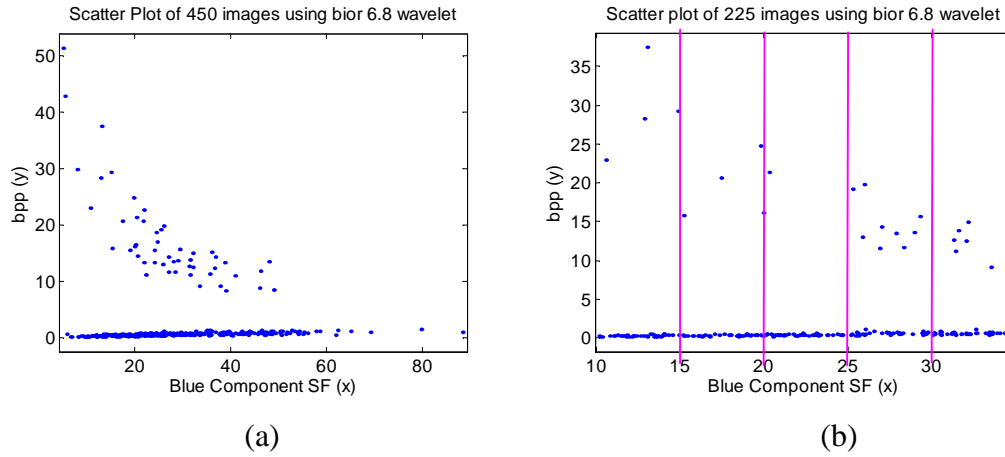 Scatter Plot of 450 images using bior 6.8 wavelet
50
40
30
20
10
0
bpp (y)
20 40 60 80
Blue Component SF (x)
(a)
Scatter plot of 225 images using bior 6.8 wavelet
35
30
25
20
15
10
5
0
bpp (y)
10 15 20 25 30
Blue Component SF (x)
(b)